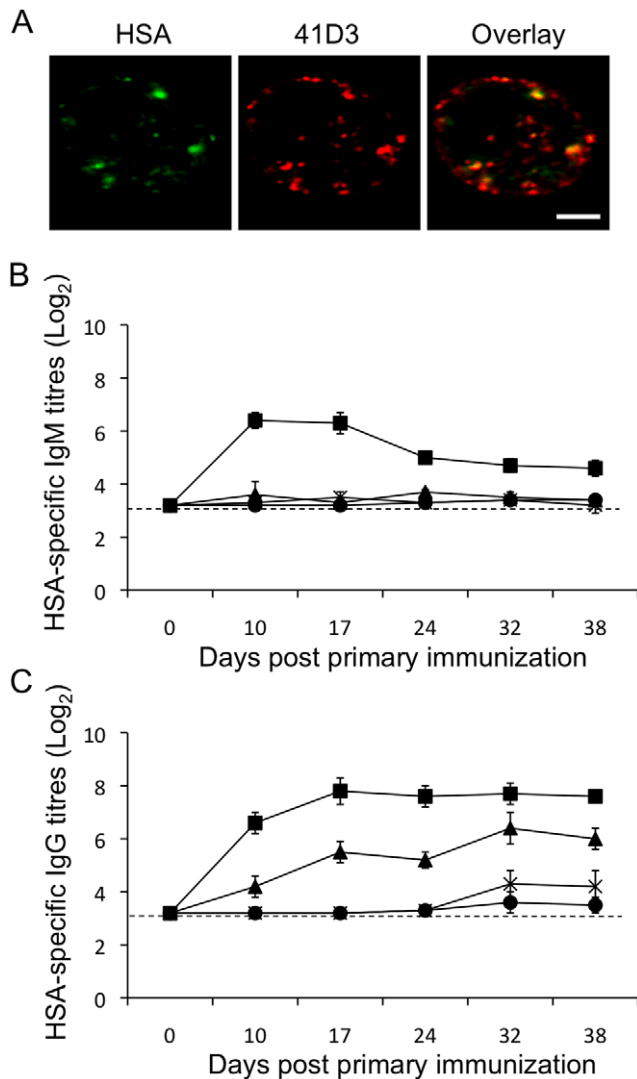 A
HSA 41D3 Overlay
B
HSA-specific IgM titres (Log2)
10
8
6
4
2
0
0 10 17 24 32 38
Days post primary immunization
C
HSA-specific IgG titres (Log2)
10
8
6
4
2
0
0 10 17 24 32 38
Days post primary immunization